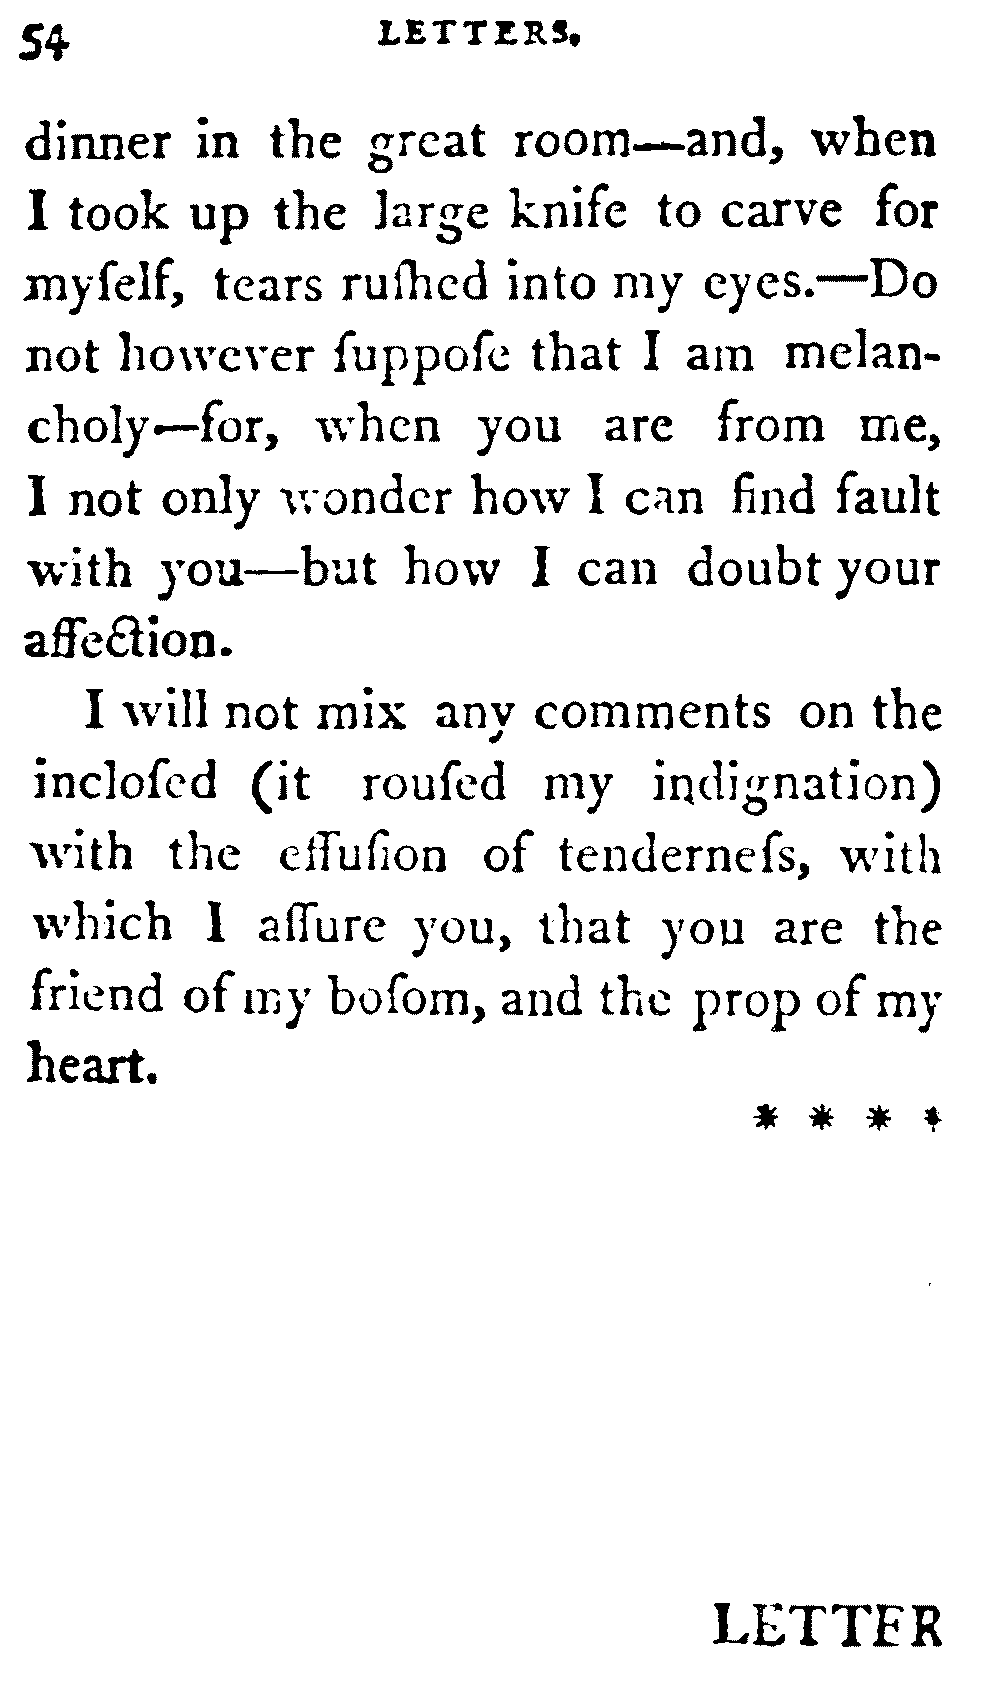 54 LETTERS.
dinner in the great room—and, when
I took up the large knife to carve for
myſelf, tears ruſhed into my eyes.—Do
not however ſuppoſe that I am melan-
choly—for, when you are from me,
I not only wonder how I can find fault
with you—but how I can doubt your
affection.
I will not mix any comments on the
incloſed (it rouſed my indignation)
with the effuſion of tenderneſs, with
which I aſſure you, that you are the
friend of my boſom, and the prop of my
heart.
* * * *
LETTER